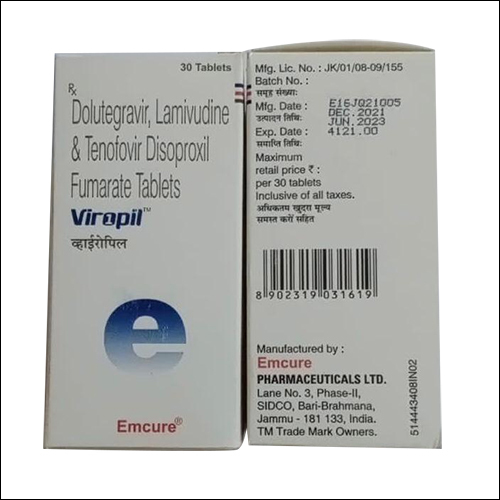 30 Tablets
Rx
Dolutegravir, Lamivudine
& Tenofovir Disoproxil
Fumarate Tablets
Viropil™
व्हाईरोपिल
e
Emcure®
Mfg. Lic. No. : JK/01/08-09/155
Batch No. :
समूह संख्या:
E16JQ21005
Mfg. Date : DEC.2021
उत्पादन तिथि:
JUN.2023
Exp. Date : 4121.00
समाप्ति तिथि:
Maximum
retail price ₹ :
per 30 tablets
Inclusive of all taxes.
अधिकतम खुदरा मूल्य
समस्त करों सहित
8 902319 031619
Manufactured by :
Emcure
PHARMACEUTICALS LTD.
Lane No. 3, Phase-II,
SIDCO, Bari-Brahmana,
Jammu - 181 133, India.
TM Trade Mark Owners.
514443408IN02